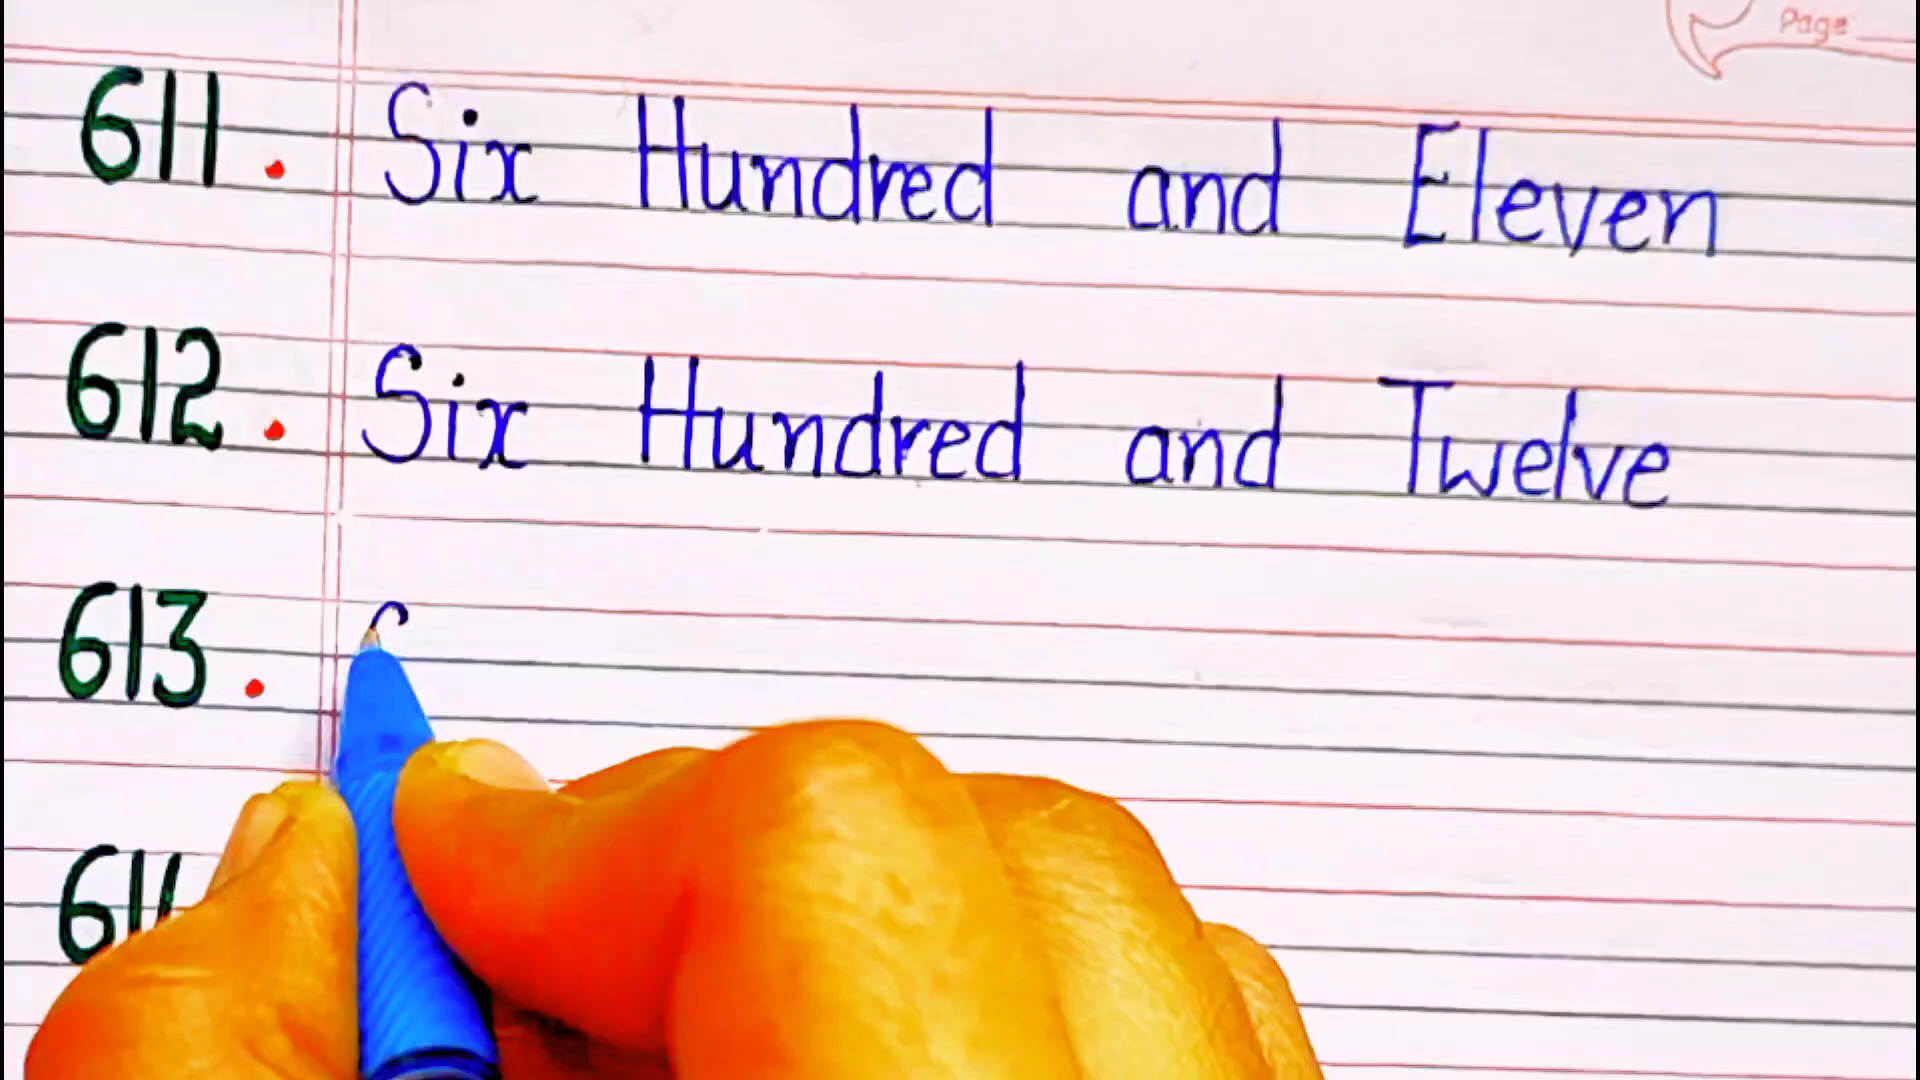 Page
611. Six Hundred and Eleven
612. Six Hundred and Twelve
613.